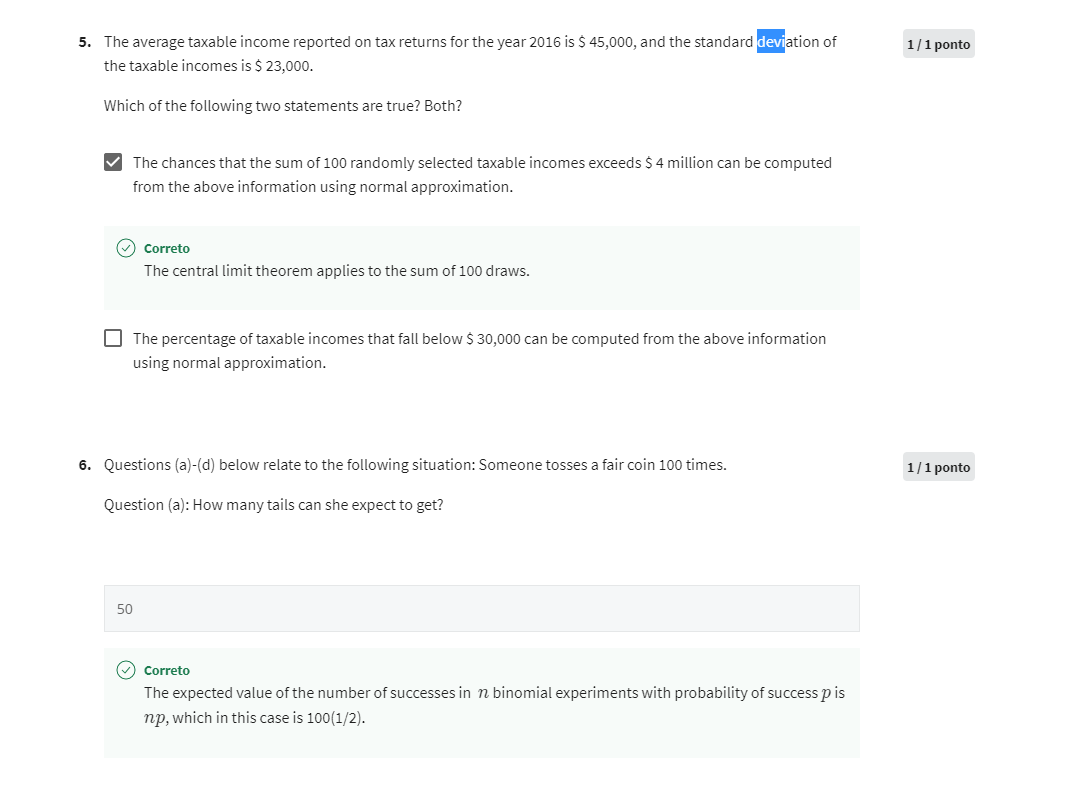 5. The average taxable income reported on tax returns for the year 2016 is $ 45,000, and the standard deviation of
the taxable incomes is $ 23,000.
1 / 1 ponto
Which of the following two statements are true? Both?
The chances that the sum of 100 randomly selected taxable incomes exceeds $ 4 million can be computed
from the above information using normal approximation.
Correto
The central limit theorem applies to the sum of 100 draws.
The percentage of taxable incomes that fall below $ 30,000 can be computed from the above information
using normal approximation.
6. Questions (a)-(d) below relate to the following situation: Someone tosses a fair coin 100 times.
1 / 1 ponto
Question (a): How many tails can she expect to get?
50
Correto
The expected value of the number of successes in n binomial experiments with probability of success p is
np, which in this case is 100(1/2).